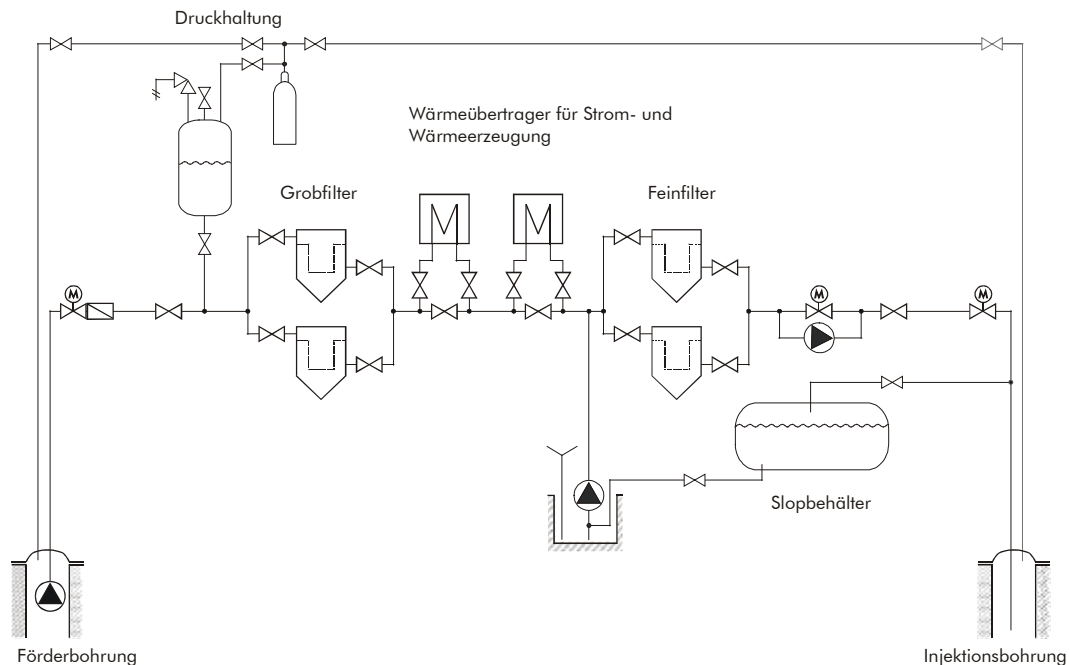 Druckhaltung
Wärmeübertrager für Strom- und
Wärmeerzeugung
Grobfilter
Feinfilter
M
M
M
Slopbehälter
Förderbohrung
Injektionsbohrung